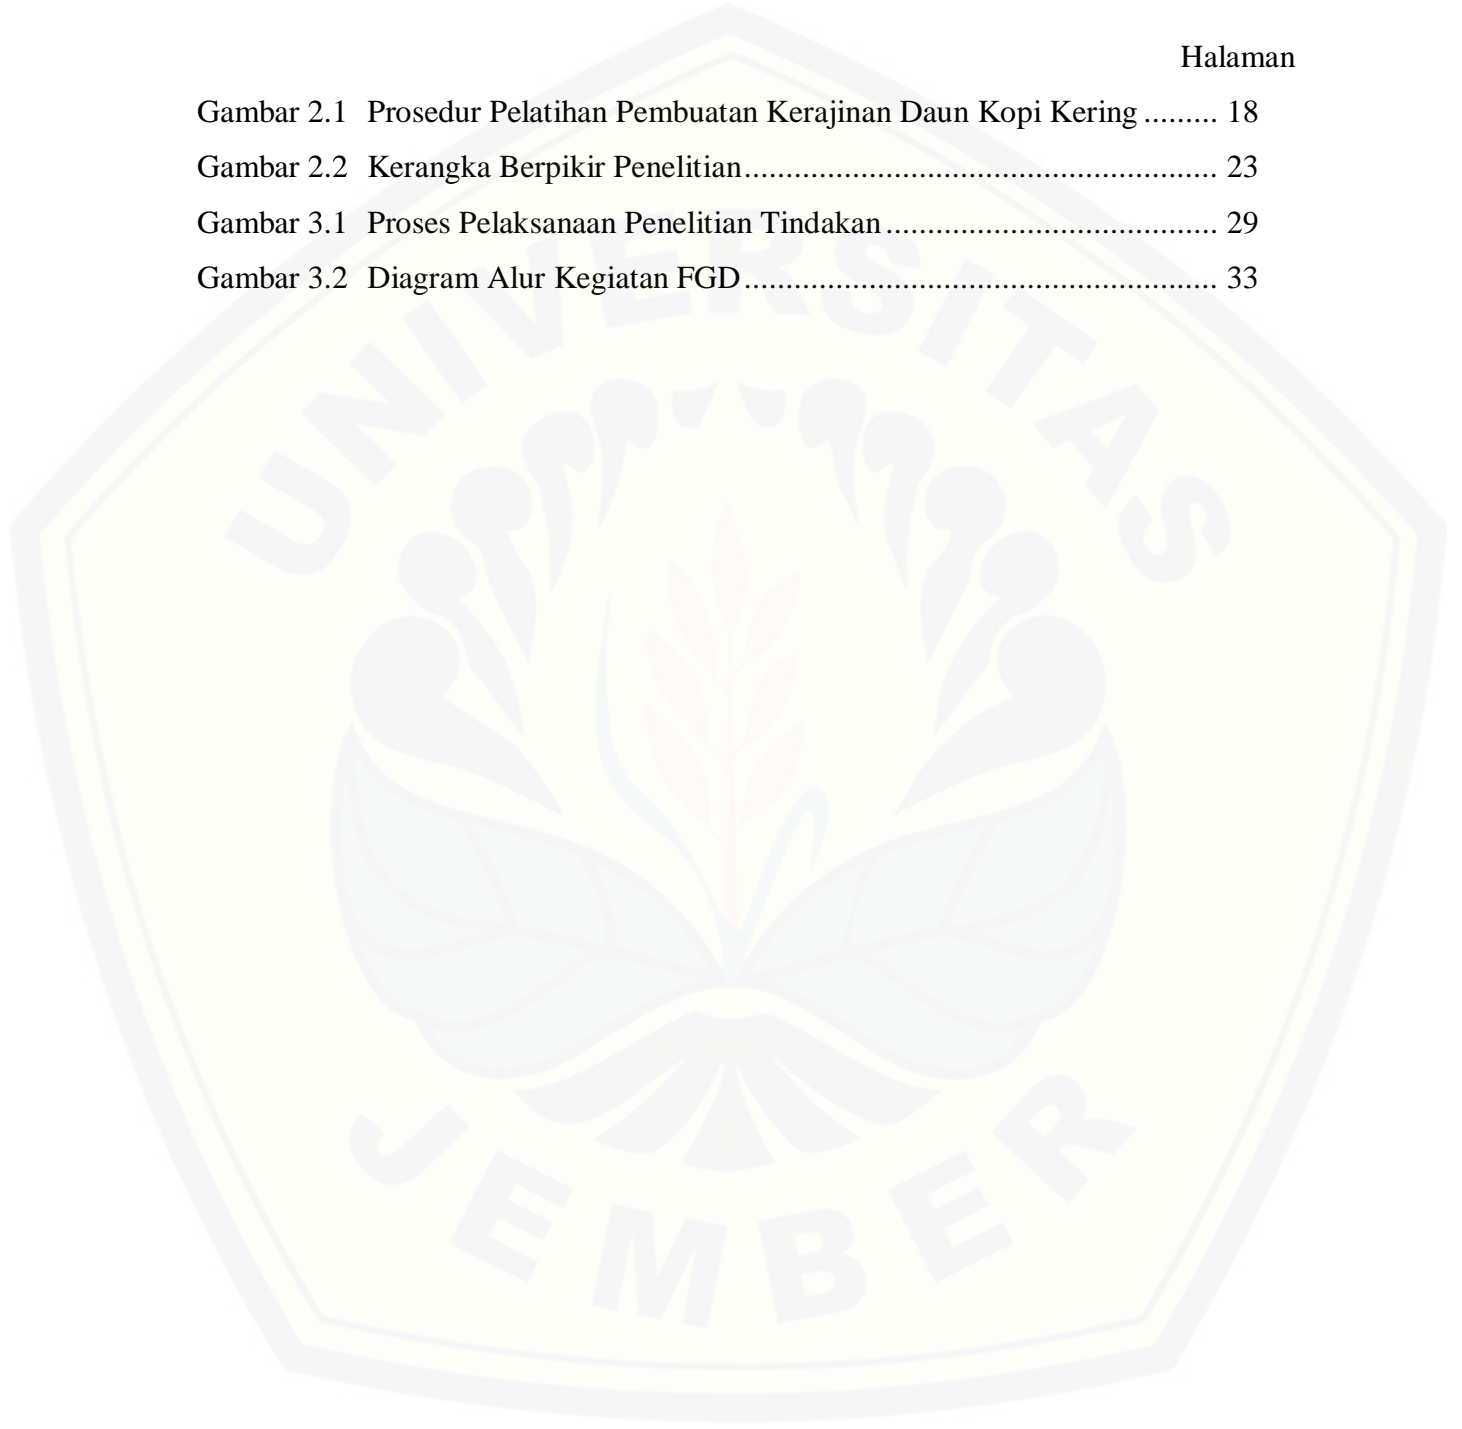 Halaman
Gambar 2.1 Prosedur Pelatihan Pembuatan Kerajinan Daun Kopi Kering ......... 18
Gambar 2.2 Kerangka Berpikir Penelitian......................................................... 23
Gambar 3.1 Proses Pelaksanaan Penelitian Tindakan........................................ 29
Gambar 3.2 Diagram Alur Kegiatan FGD......................................................... 33
UNIVERSITAS
JEMBER